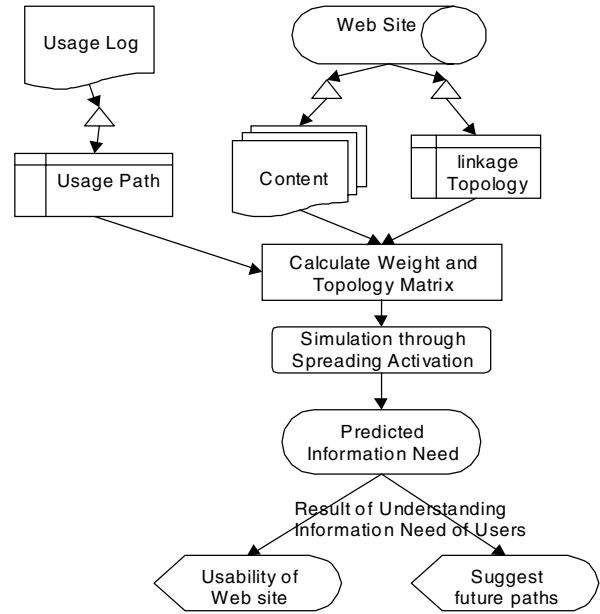 Usage Log
Web Site
Usage Path
Content
linkage
Topology
Calculate Weight and
Topology Matrix
Simulation through
Spreading Activation
Predicted
Information Need
Result of Understanding
Information Need of Users
Usability of
Web site
Suggest
future paths